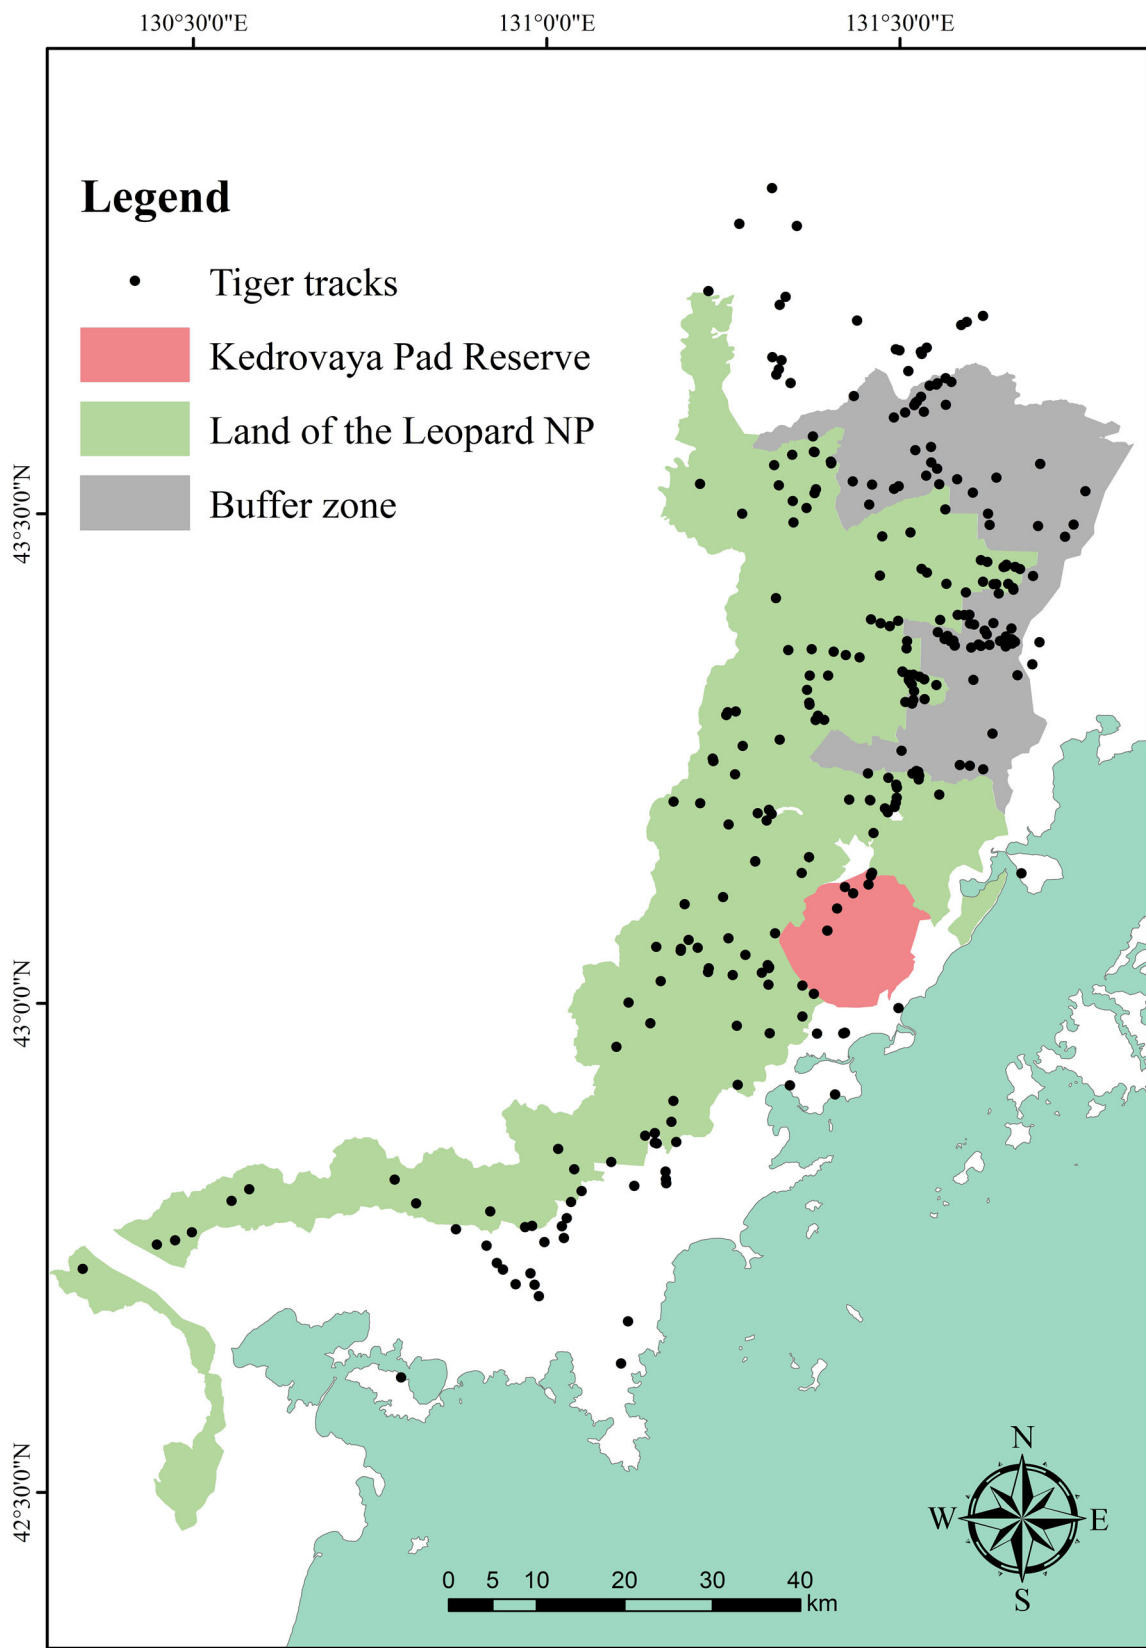 130°30'0"E 131°0'0"E 131°30'0"E
Legend
Tiger tracks
Kedrovaya Pad Reserve
Land of the Leopard NP
Buffer zone
43°30'0"N
43°0'0"N
42°30'0"N
N
W E
S
0 5 10 20 30 40
km